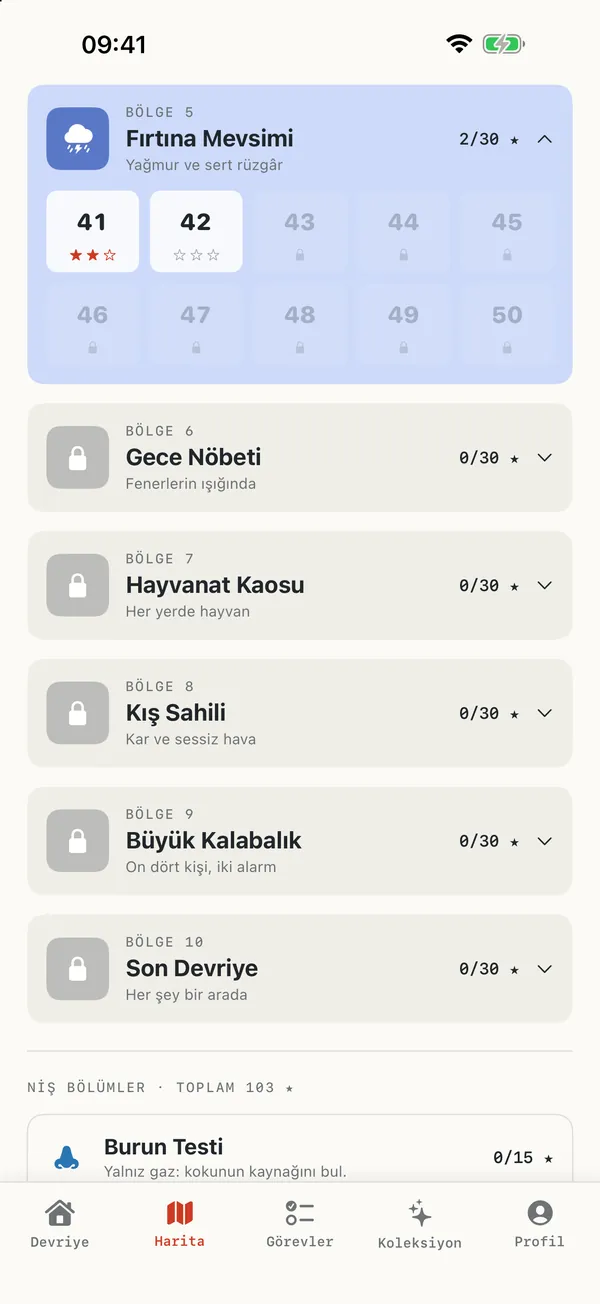 09:41
BÖLGE 5
Fırtına Mevsimi
Yağmur ve sert rüzgâr
2/30 ★
41 42 43 44 45
★★☆ ☆☆☆
46 47 48 49 50
BÖLGE 6
Gece Nöbeti
Fenerlerin ışığında
0/30 ★
BÖLGE 7
Hayvanat Kaosu
Her yerde hayvan
0/30 ★
BÖLGE 8
Kış Sahili
Kar ve sessiz hava
0/30 ★
BÖLGE 9
Büyük Kalabalık
On dört kişi, iki alarm
0/30 ★
BÖLGE 10
Son Devriye
Her şey bir arada
0/30 ★
NİŞ BÖLÜMLER · TOPLAM 103 ★
Burun Testi
Yalnız gaz: kokunun kaynağını bul.
0/15 ★
Devriye Harita Görevler Koleksiyon Profil